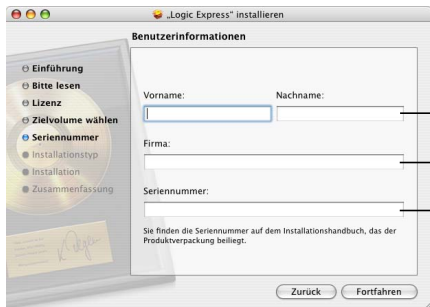 „Logic Express“ installieren
Benutzerinformationen
Einführung
Bitte lesen
Lizenz
Zielvolume wählen
Seriennummer
Installationstyp
Installation
Zusammenfassung
Vorname:
Nachname:
Firma:
Seriennummer:
Sie finden die Seriennummer auf dem Installationshandbuch, das der
Produktverpackung beiliegt.
Zurück
Fortfahren